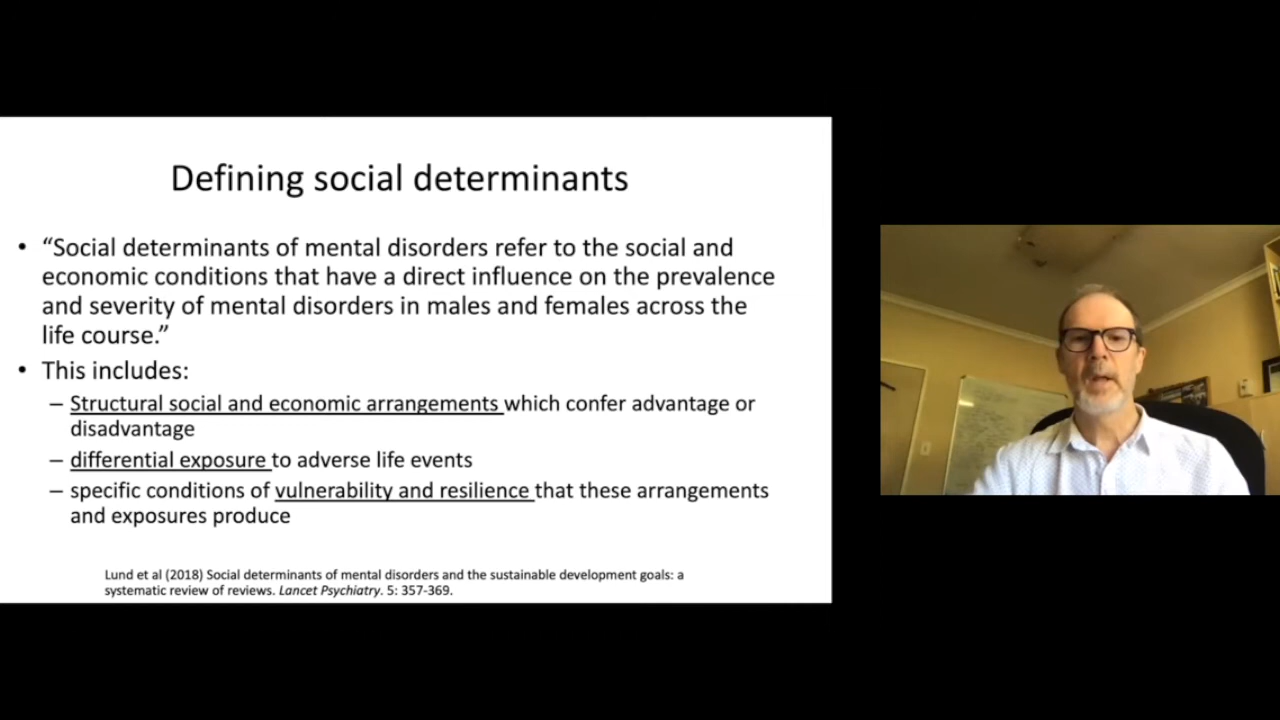 Defining social determinants
• “Social determinants of mental disorders refer to the social and
economic conditions that have a direct influence on the prevalence
and severity of mental disorders in males and females across the
life course.”
• This includes:
– Structural social and economic arrangements which confer advantage or
disadvantage
– differential exposure to adverse life events
– specific conditions of vulnerability and resilience that these arrangements
and exposures produce
Lund et al (2018) Social determinants of mental disorders and the sustainable development goals: a
systematic review of reviews. Lancet Psychiatry. 5: 357-369.